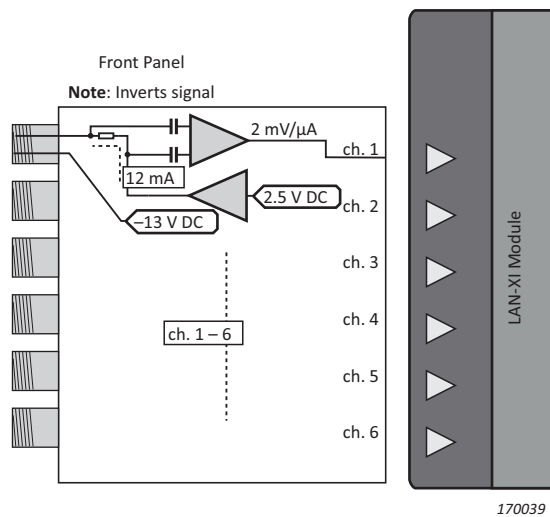 Front Panel
Note: Inverts signal
2 mV/µA
ch. 1
12 mA
2.5 V DC
ch. 2
–13 V DC
ch. 3
ch. 1 – 6
ch. 4
ch. 5
ch. 6
LAN-XI Module
170039